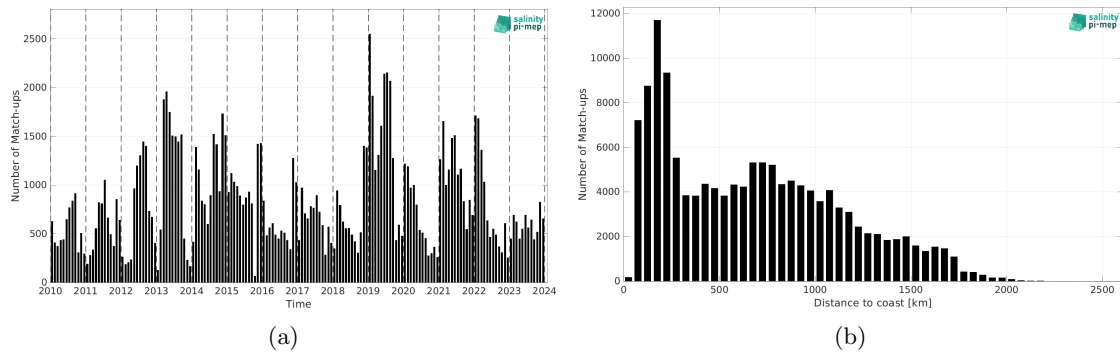 salinity
pi-mep
2500
2000
1500
1000
500
0
Number of Match-ups
2010 2011 2012 2013 2014 2015 2016 2017 2018 2019 2020 2021 2022 2023 2024
Time
(a)
salinity
pi-mep
12000
10000
8000
6000
4000
2000
0
Number of Match-ups
0 500 1000 1500 2000 2500
Distance to coast [km]
(b)